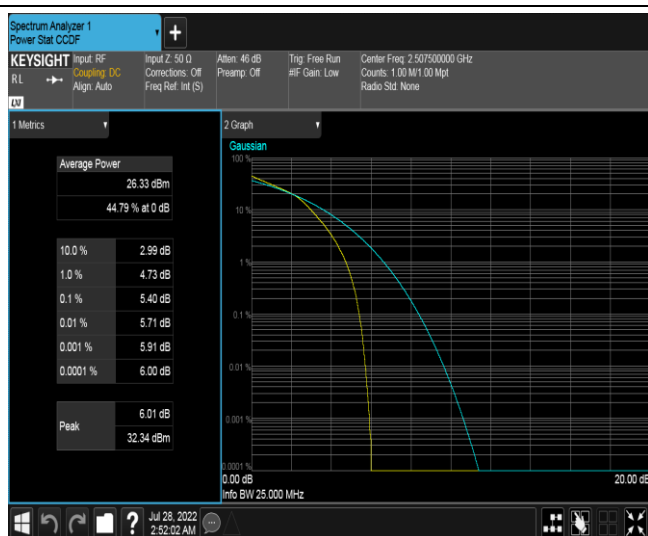 Spectrum Analyzer 1
Power Stat CCDF
KEYSIGHT
RL
LXI
Input: RF
Coupling: DC
Align: Auto
Input Z: 50 Ω
Corrections: Off
Freq Ref: Int (S)
Atten: 46 dB
Preamp: Off
Trig: Free Run
#IF Gain: Low
Center Freq: 2.507500000 GHz
Counts: 1.00 M/1.00 Mpt
Radio Std: None
1 Metrics
Average Power
26.33 dBm
44.79 % at 0 dB
10.0 % 2.99 dB
1.0 % 4.73 dB
0.1 % 5.40 dB
0.01 % 5.71 dB
0.001 % 5.91 dB
0.0001 % 6.00 dB
Peak
6.01 dB
32.34 dBm
2 Graph
Gaussian
100 %
10 %
1 %
0.1 %
0.01 %
0.001 %
0.0001 %
0.00 dB
20.00 dB
Info BW 25.000 MHz
?
Jul 28, 2022
2:52:02 AM